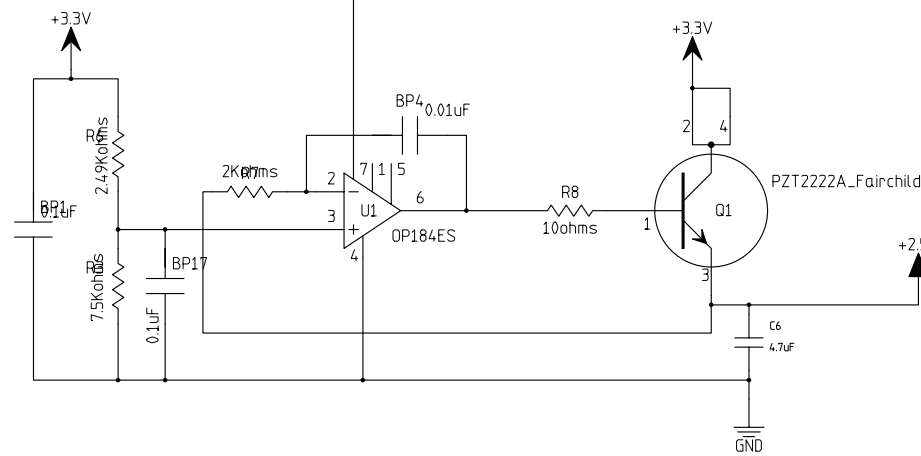 +3.3V
+3.3V
BP4
0.01uF
2.49Kohms
2
4
2Kohms
R7
7
1
5
2
PZT2222A_Fairchild
R8
BP1
0.1uF
3
U1
6
10ohms
1
Q1
OP184ES
4
BP17
7.5Kohms
3
0.1uF
C6
4.7uF
GND